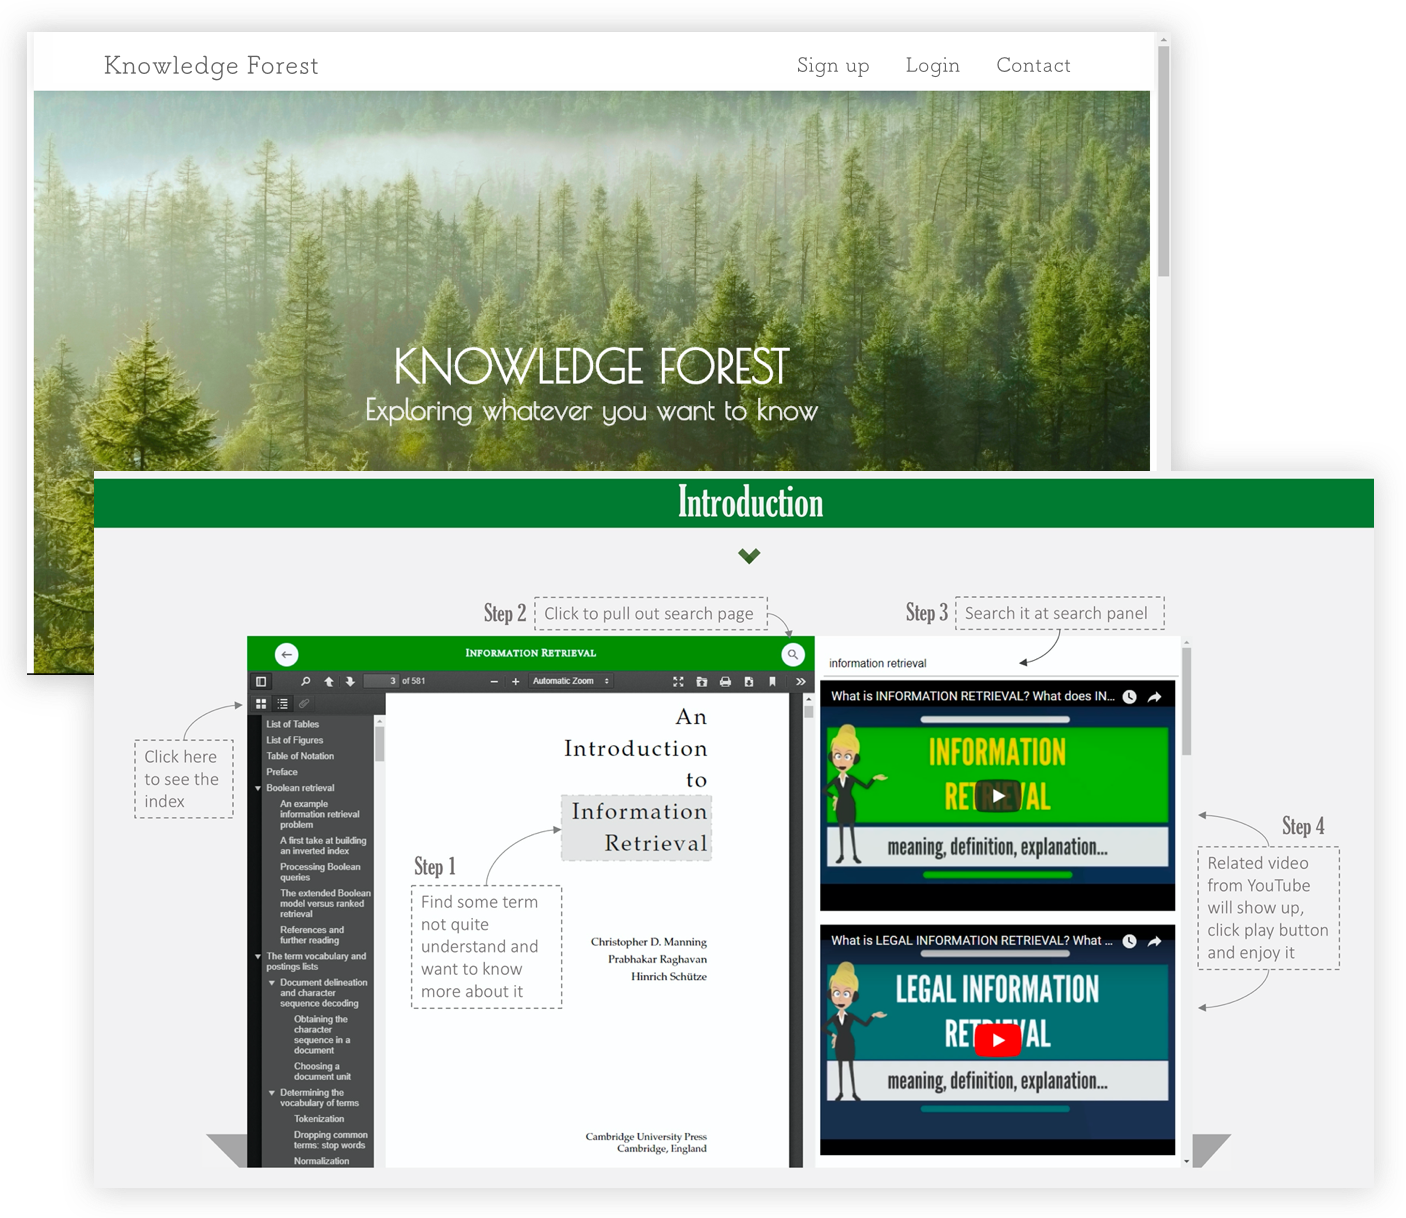 Knowledge Forest
Sign up
Login
Contact
KNOWLEDGE FOREST
Exploring whatever you want to know
Introduction
Step 2
Click to pull out search page
Step 3
Search it at search panel
INFORMATION RETRIEVAL
3 of 581
Automatic Zoom
Click here
to see the
index
List of Tables
List of Figures
Table of Notation
Preface
Boolean retrieval
An example
information retrieval
problem
A first take at building
an inverted index
Processing Boolean
queries
The extended Boolean
model versus ranked
retrieval
References and
further reading
The term vocabulary and
postings lists
Document delineation
and character
sequence decoding
Obtaining the
character
sequence in a
document
Choosing a
document unit
Determining the
vocabulary of terms
Tokenization
Dropping common
terms: stop words
Normalization
An
Introduction
to
Information
Retrieval
Step 1
Find some term
not quite
understand and
want to know
more about it
Christopher D. Manning
Prabhakar Raghavan
Hinrich Schütze
Cambridge University Press
Cambridge, England
information retrieval
What is INFORMATION RETRIEVAL? What does IN...
INFORMATION
RETRIEVAL
meaning, definition, explanation...
What is LEGAL INFORMATION RETRIEVAL? What ...
LEGAL INFORMATION
RETRIEVAL
meaning, definition, explanation...
Step 4
Related video
from YouTube
will show up,
click play button
and enjoy it